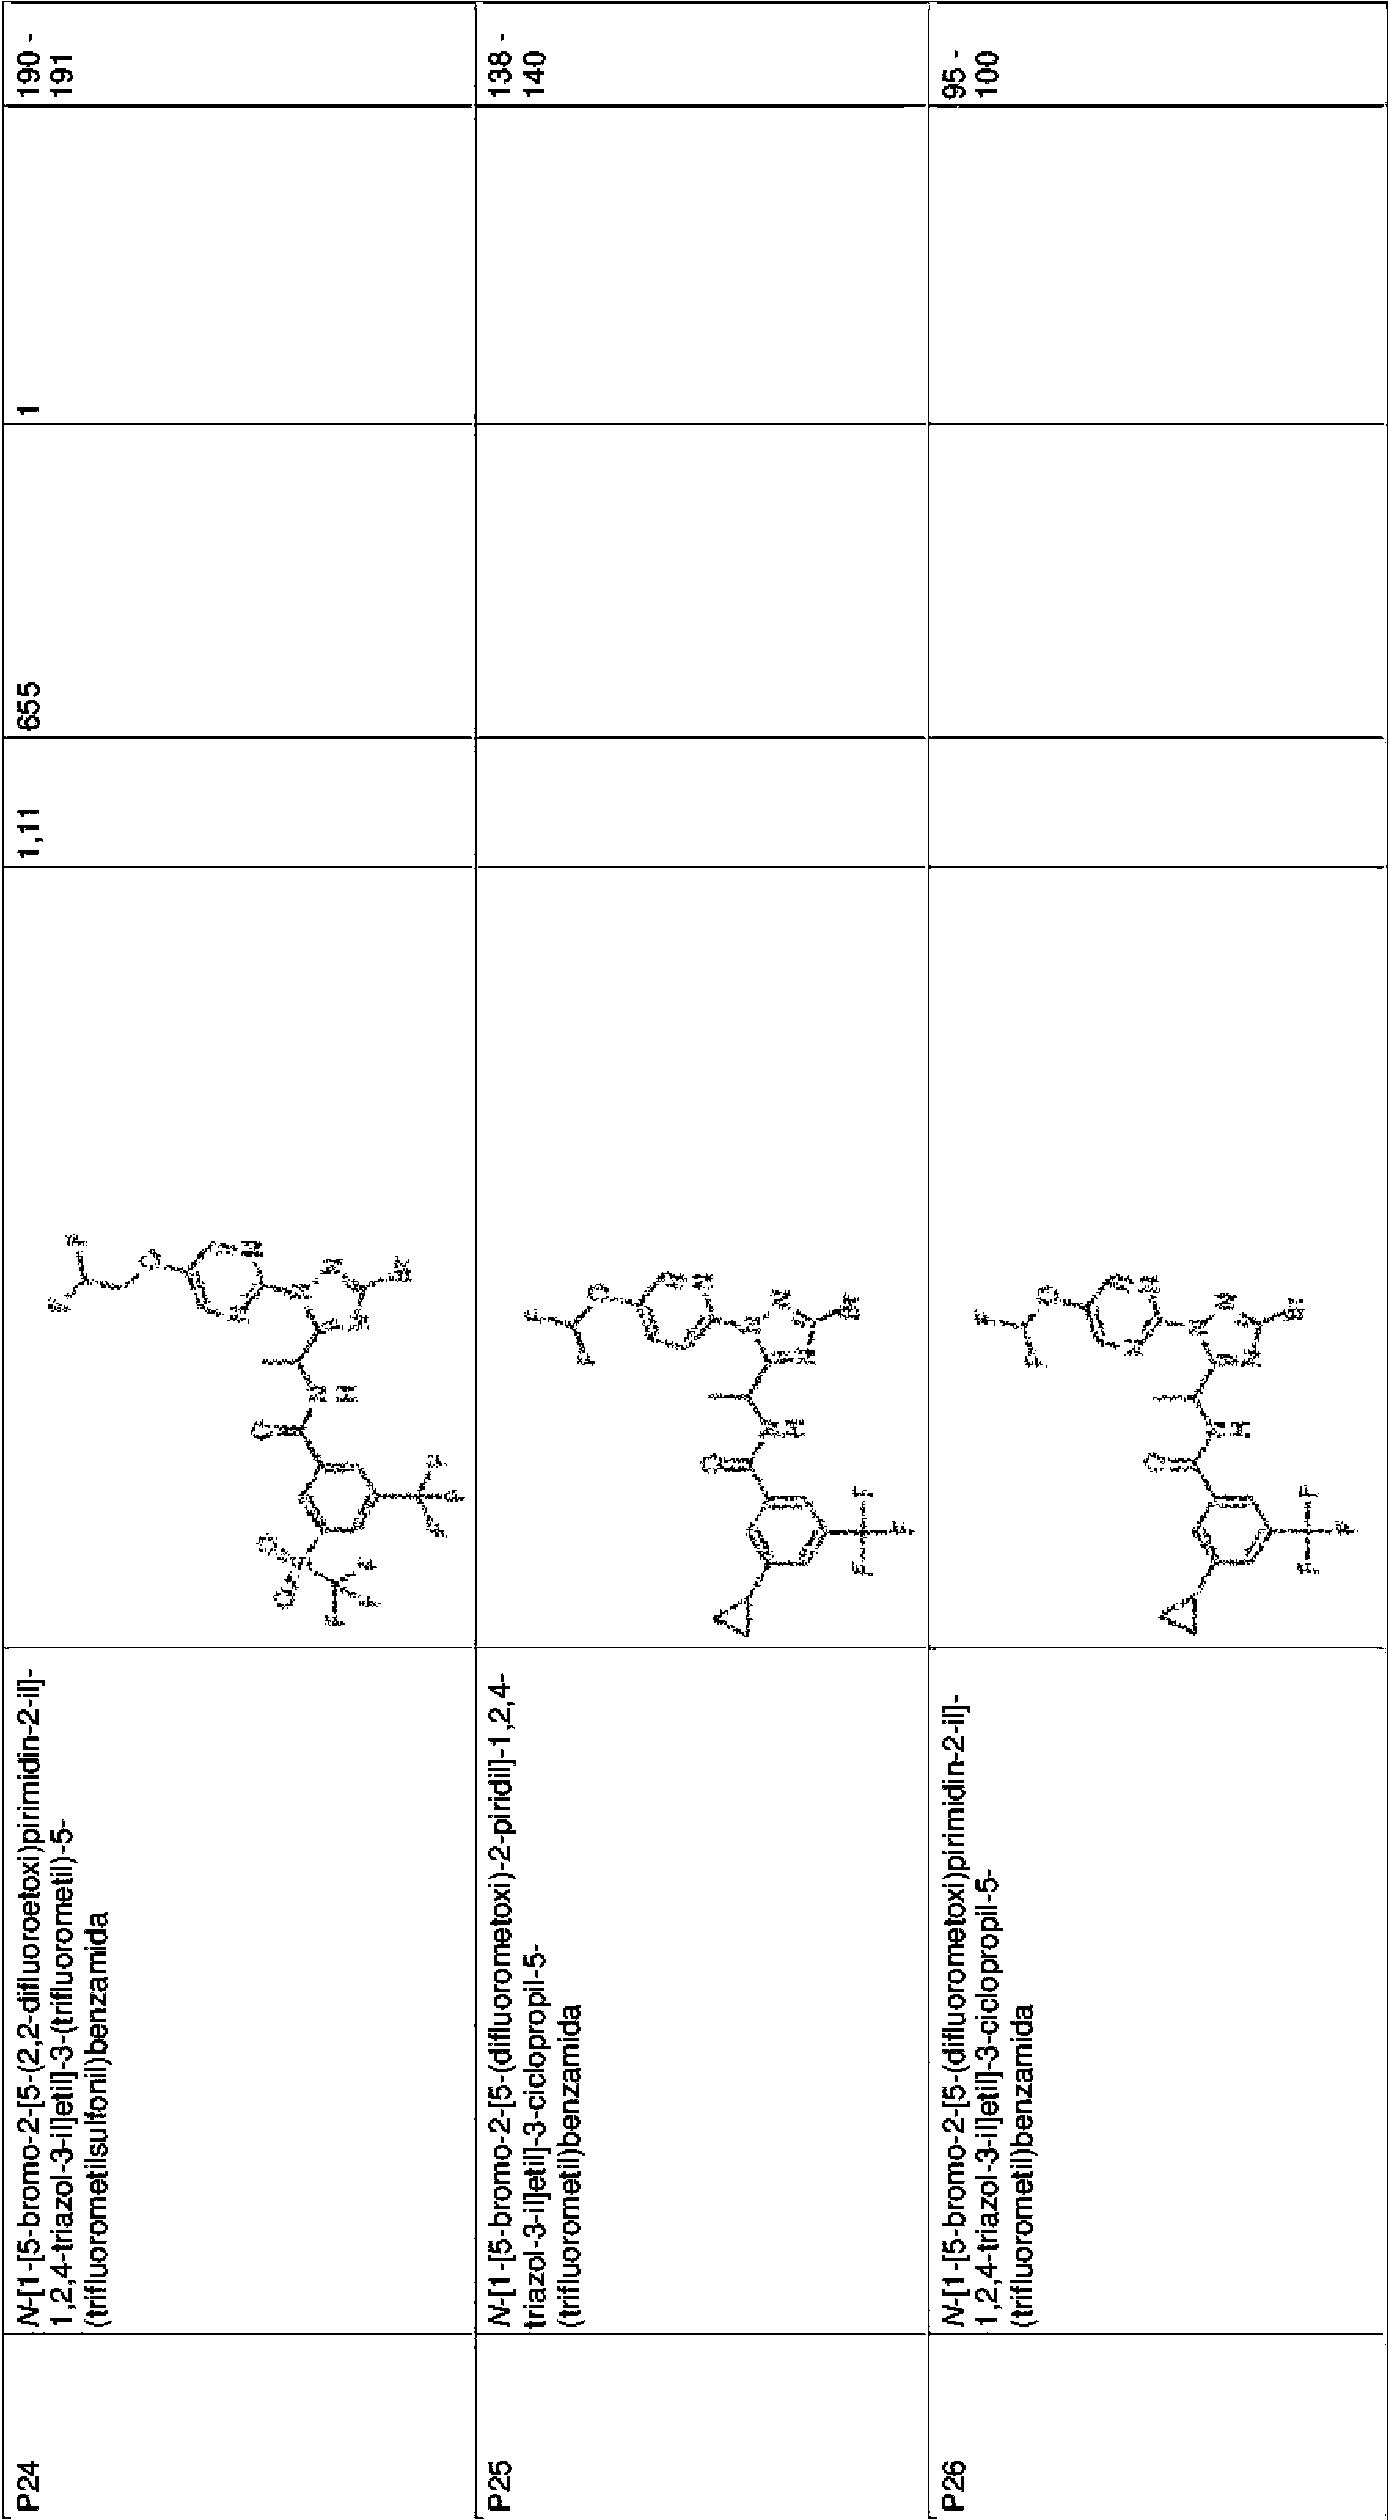 P24
N-[1-[5-bromo-2-[5-(2,2-difluoroetoxi)pirimidin-2-il]-
1,2,4-triazol-3-il]etil]-3-(trifluorometil)-5-
(trifluorometilsulfonil)benzamida
1,11
655
1
190 -
191
P25
N-[1-[5-bromo-2-[5-(difluorometoxi)-2-piridil]-1,2,4-
triazol-3-il]etil]-3-ciclopropil-5-
(trifluorometil)benzamida
138 -
140
P26
N-[1-[5-bromo-2-[5-(difluorometoxi)pirimidin-2-il]-
1,2,4-triazol-3-il]etil]-3-ciclopropil-5-
(trifluorometil)benzamida
95 -
100